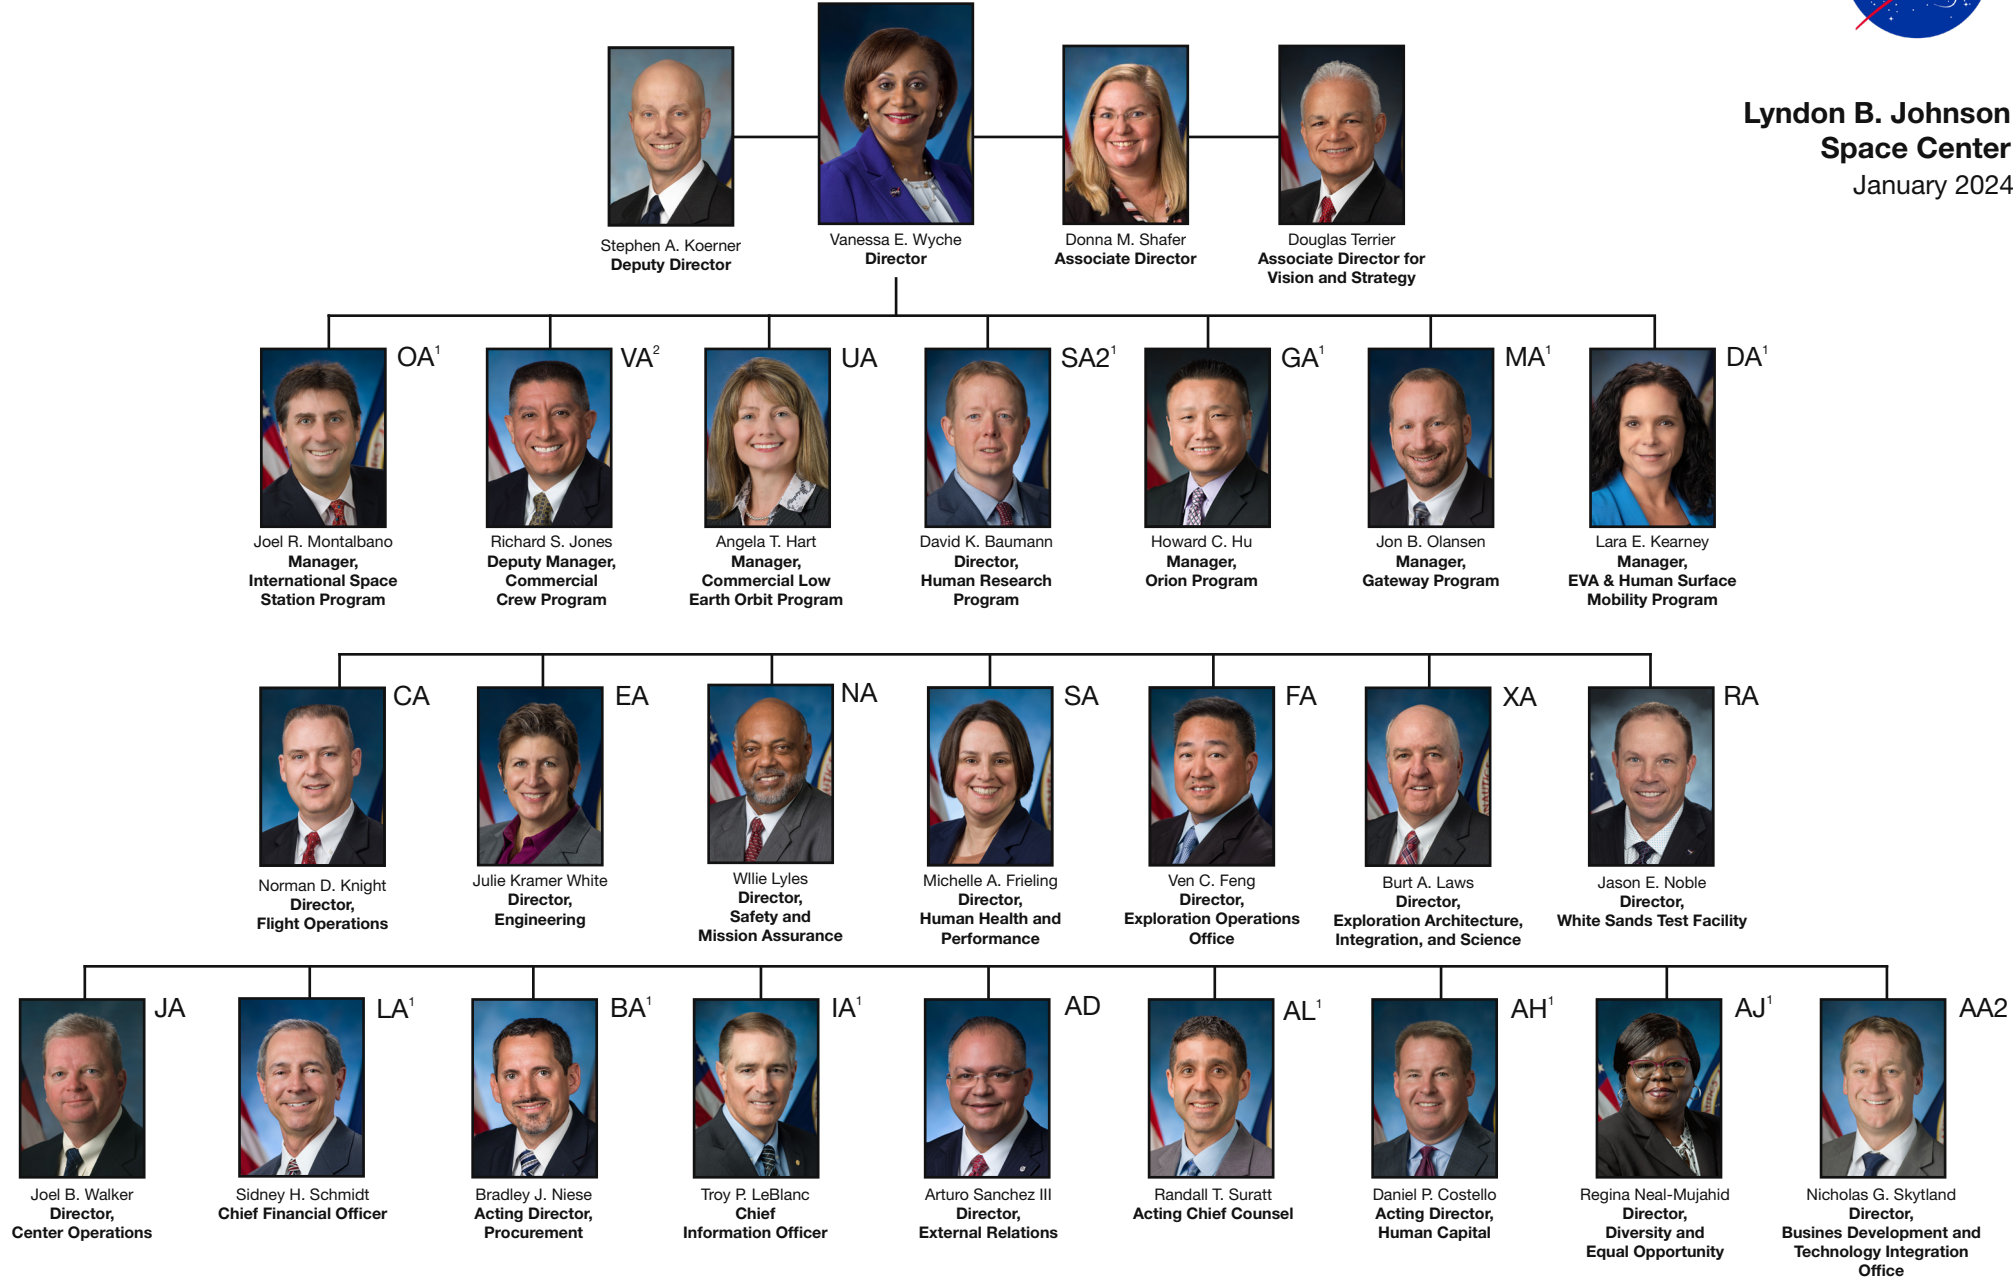 Lyndon B. Johnson
Space Center
January 2024
Stephen A. Koerner
Deputy Director
Vanessa E. Wyche
Director
Donna M. Shafer
Associate Director
Douglas Terrier
Associate Director for
Vision and Strategy
OA¹
Joel R. Montalbano
Manager,
International Space
Station Program
VA²
Richard S. Jones
Deputy Manager,
Commercial
Crew Program
UA
Angela T. Hart
Manager,
Commercial Low
Earth Orbit Program
SA2¹
David K. Baumann
Director,
Human Research
Program
GA¹
Howard C. Hu
Manager,
Orion Program
MA¹
Jon B. Olansen
Manager,
Gateway Program
DA¹
Lara E. Kearney
Manager,
EVA & Human Surface
Mobility Program
CA
Norman D. Knight
Director,
Flight Operations
EA
Julie Kramer White
Director,
Engineering
NA
Wllie Lyles
Director,
Safety and
Mission Assurance
SA
Michelle A. Frieling
Director,
Human Health and
Performance
FA
Ven C. Feng
Director,
Exploration Operations
Office
XA
Burt A. Laws
Director,
Exploration Architecture,
Integration, and Science
RA
Jason E. Noble
Director,
White Sands Test Facility
JA
Joel B. Walker
Director,
Center Operations
LA¹
Sidney H. Schmidt
Chief Financial Officer
BA¹
Bradley J. Niese
Acting Director,
Procurement
IA¹
Troy P. LeBlanc
Chief
Information Officer
AD
Arturo Sanchez III
Director,
External Relations
AL¹
Randall T. Suratt
Acting Chief Counsel
AH¹
Daniel P. Costello
Acting Director,
Human Capital
AJ¹
Regina Neal-Mujahid
Director,
Diversity and
Equal Opportunity
AA2
Nicholas G. Skytland
Director,
Busines Development and
Technology Integration
Office